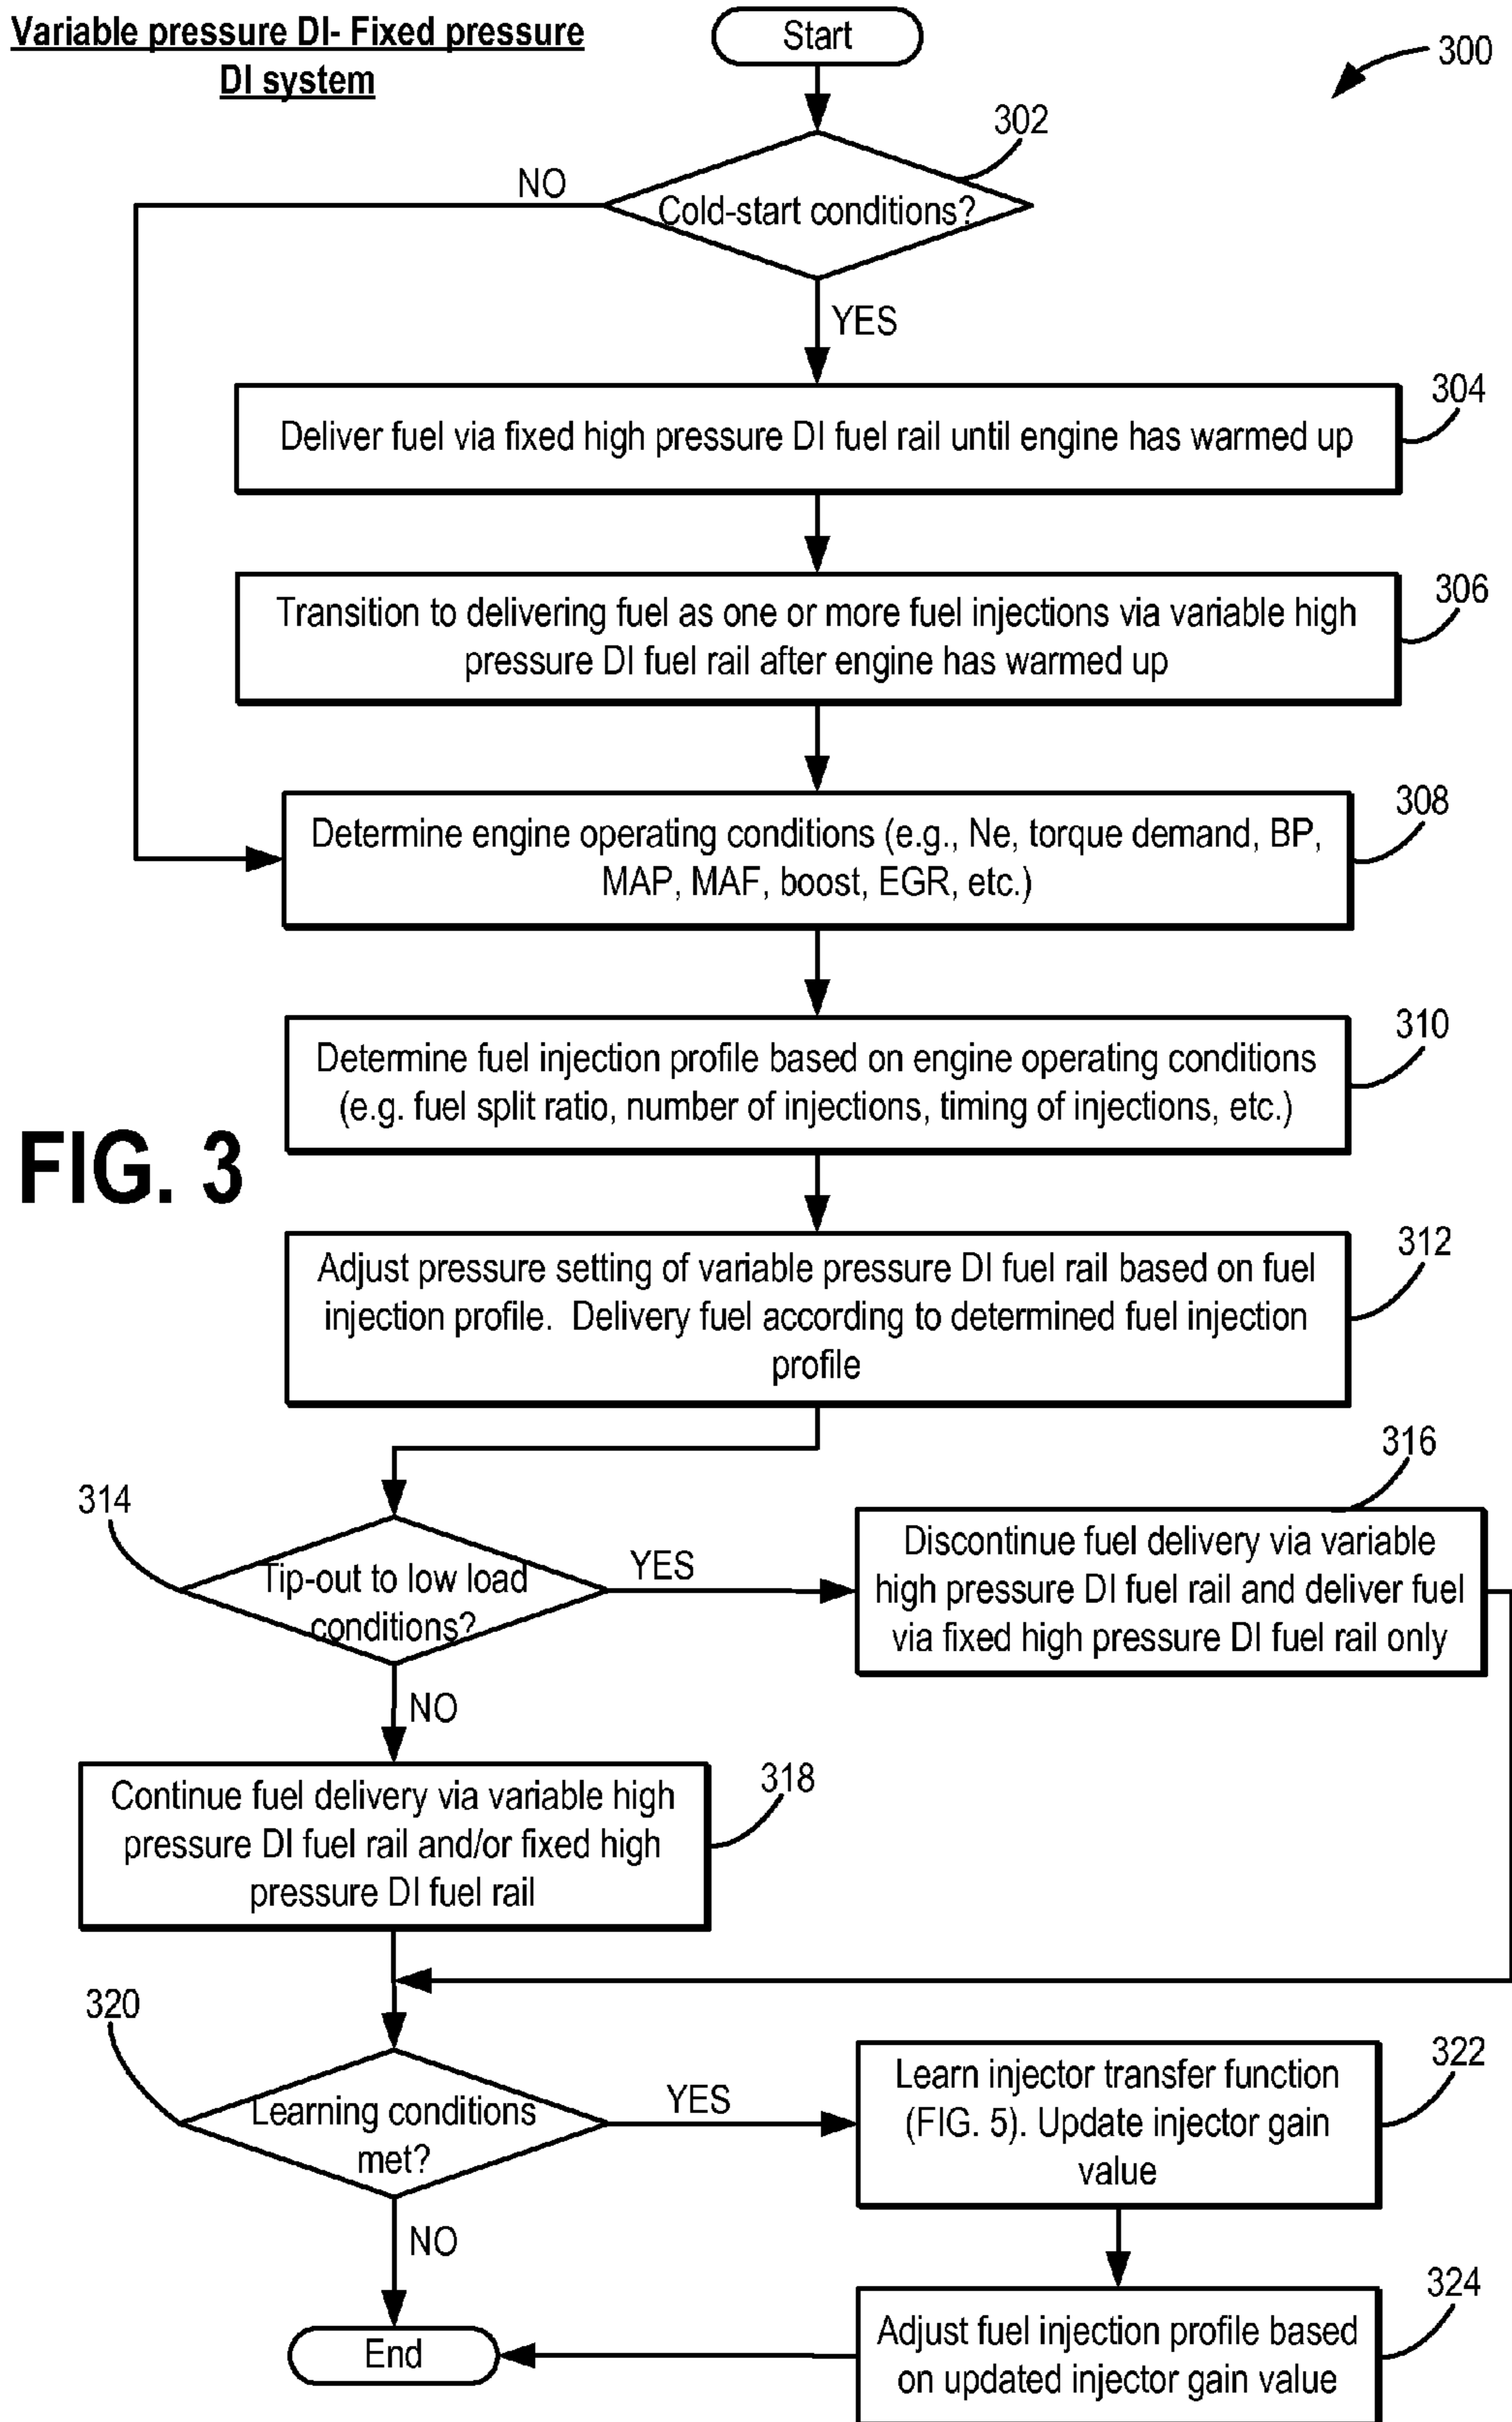 Variable pressure DI- Fixed pressure
DI system
Start
300
302
NO
Cold-start conditions?
YES
304
Deliver fuel via fixed high pressure DI fuel rail until engine has warmed up
306
Transition to delivering fuel as one or more fuel injections via variable high
pressure DI fuel rail after engine has warmed up
308
Determine engine operating conditions (e.g., Ne, torque demand, BP,
MAP, MAF, boost, EGR, etc.)
310
Determine fuel injection profile based on engine operating conditions
(e.g. fuel split ratio, number of injections, timing of injections, etc.)
FIG. 3
312
Adjust pressure setting of variable pressure DI fuel rail based on fuel
injection profile.  Delivery fuel according to determined fuel injection
profile
314
Tip-out to low load
conditions?
YES
316
Discontinue fuel delivery via variable
high pressure DI fuel rail and deliver fuel
via fixed high pressure DI fuel rail only
NO
318
Continue fuel delivery via variable high
pressure DI fuel rail and/or fixed high
pressure DI fuel rail
320
Learning conditions
met?
YES
322
Learn injector transfer function
(FIG. 5). Update injector gain
value
NO
324
Adjust fuel injection profile based
on updated injector gain value
End